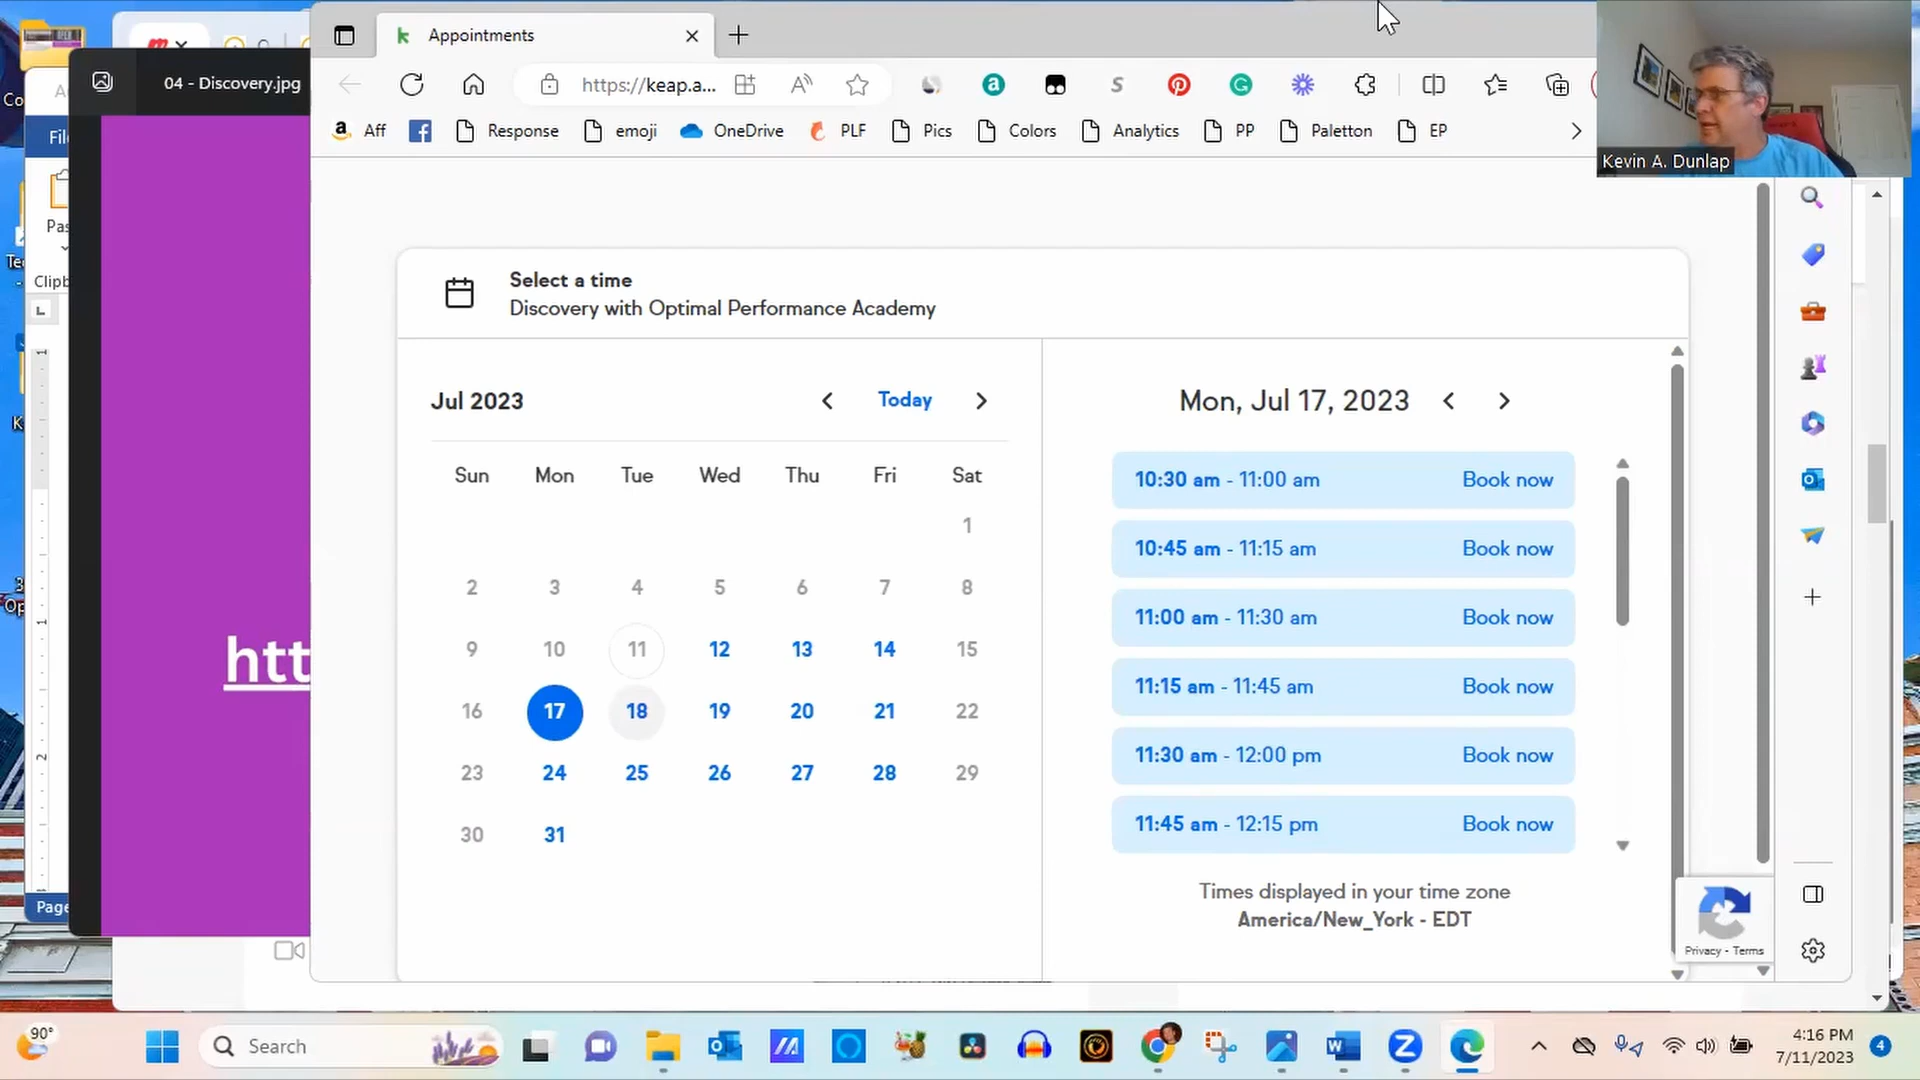 Appointments
04 - Discovery.jpg
https://keap.a...
Aff
Response
emoji
OneDrive
PLF
Pics
Colors
Analytics
PP
Paletton
EP
Kevin A. Dunlap
File
Pas
Clipb
Select a time
Discovery with Optimal Performance Academy
Jul 2023
Today
Sun Mon Tue Wed Thu Fri Sat
1
2 3 4 5 6 7 8
9 10 11 12 13 14 15
16 17 18 19 20 21 22
23 24 25 26 27 28 29
30 31
Mon, Jul 17, 2023
10:30 am - 11:00 am Book now
10:45 am - 11:15 am Book now
11:00 am - 11:30 am Book now
11:15 am - 11:45 am Book now
11:30 am - 12:00 pm Book now
11:45 am - 12:15 pm Book now
Times displayed in your time zone
America/New_York - EDT
Privacy - Terms
htt
Page
90°
Search
4:16 PM
7/11/2023
4